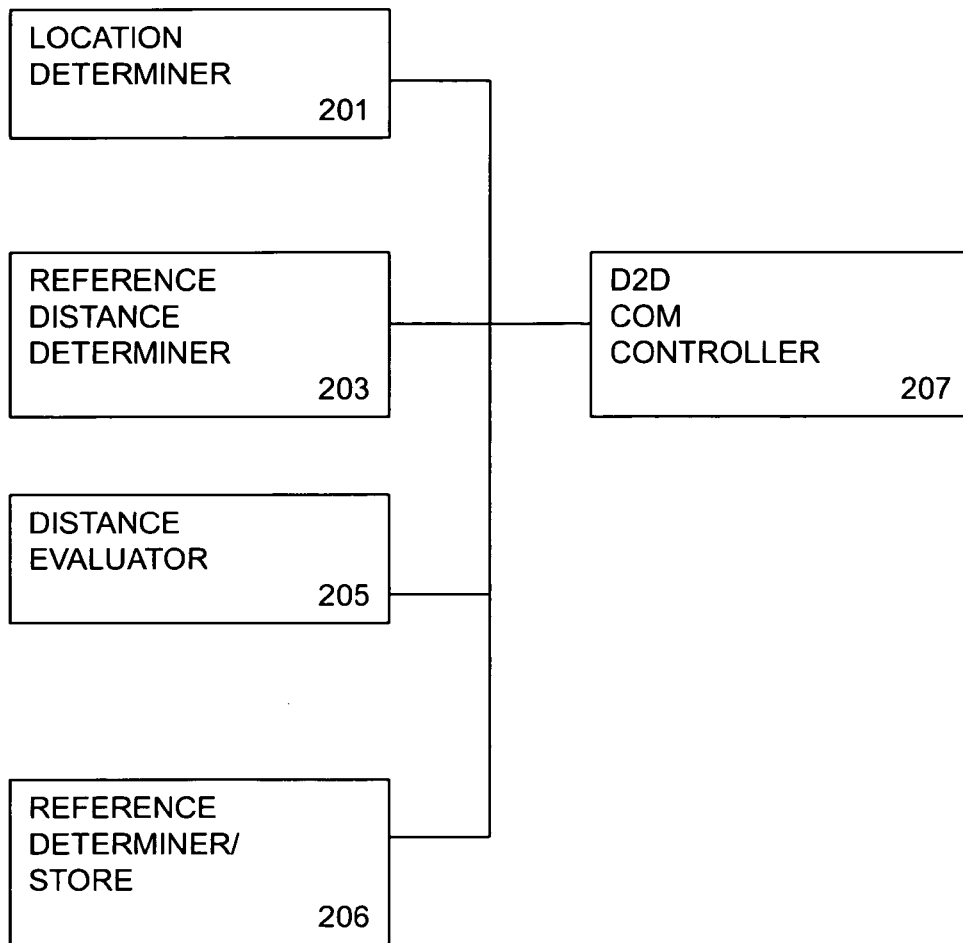 LOCATION
DETERMINER
201
REFERENCE
DISTANCE
DETERMINER
203
D2D
COM
CONTROLLER
207
DISTANCE
EVALUATOR
205
REFERENCE
DETERMINER/
STORE
206